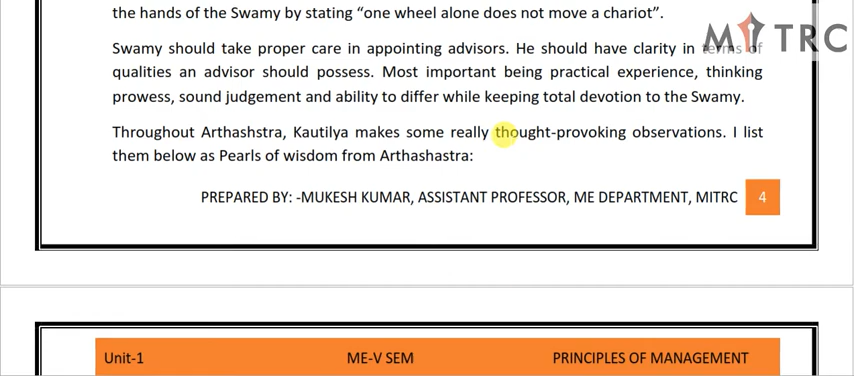 the hands of the Swamy by stating “one wheel alone does not move a chariot”.
MiTRC
Swamy should take proper care in appointing advisors. He should have clarity in terms of
qualities an advisor should possess. Most important being practical experience, thinking
prowess, sound judgement and ability to differ while keeping total devotion to the Swamy.
Throughout Arthashstra, Kautilya makes some really thought-provoking observations. I list
them below as Pearls of wisdom from Arthashastra:
PREPARED BY: -MUKESH KUMAR, ASSISTANT PROFESSOR, ME DEPARTMENT, MITRC 4
Unit-1 ME-V SEM PRINCIPLES OF MANAGEMENT